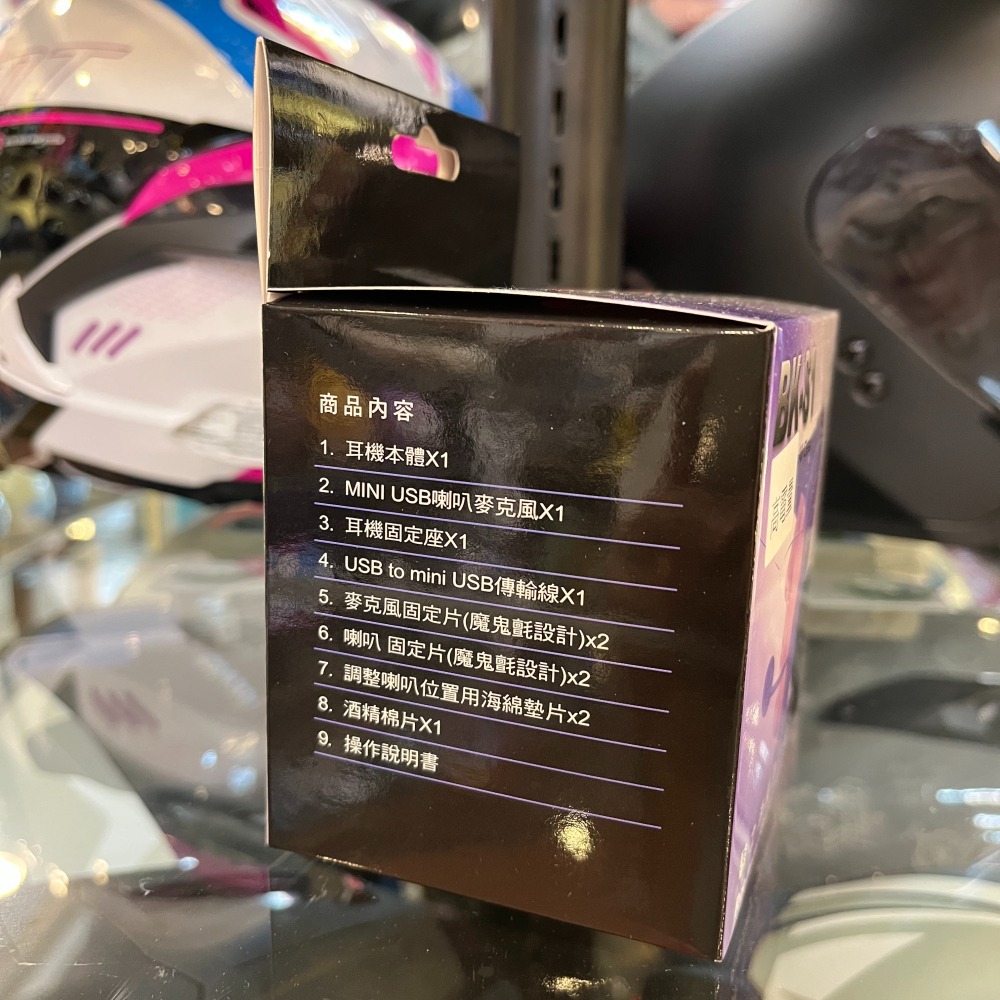 商品內容
1. 耳機本體X1
2. MINI USB喇叭麥克風X1
3. 耳機固定座X1
4. USB to mini USB傳輸線X1
5. 麥克風固定片(魔鬼氈設計)x2
6. 喇叭 固定片(魔鬼氈設計)x2
7. 調整喇叭位置用海綿墊片x2
8. 酒精棉片X1
9. 操作說明書